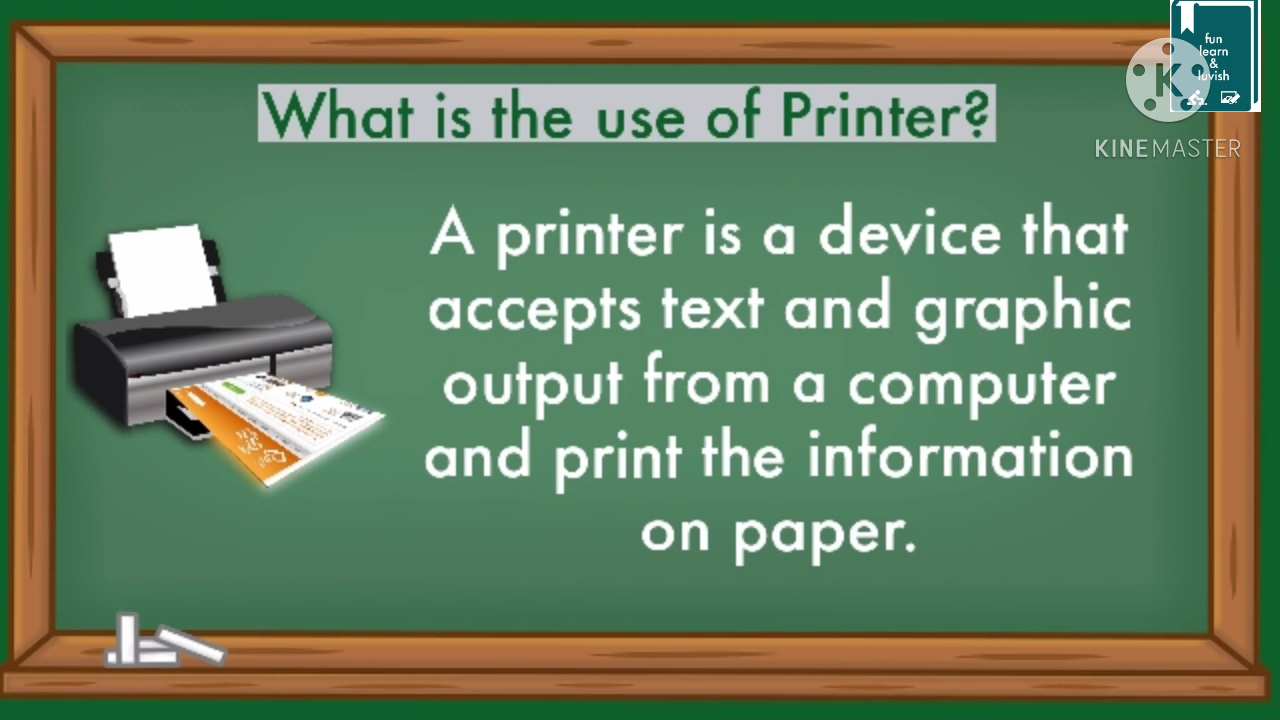 fun
learn
&
luvish
K
KINEMASTER
What is the use of Printer?
A printer is a device that
accepts text and graphic
output from a computer
and print the information
on paper.